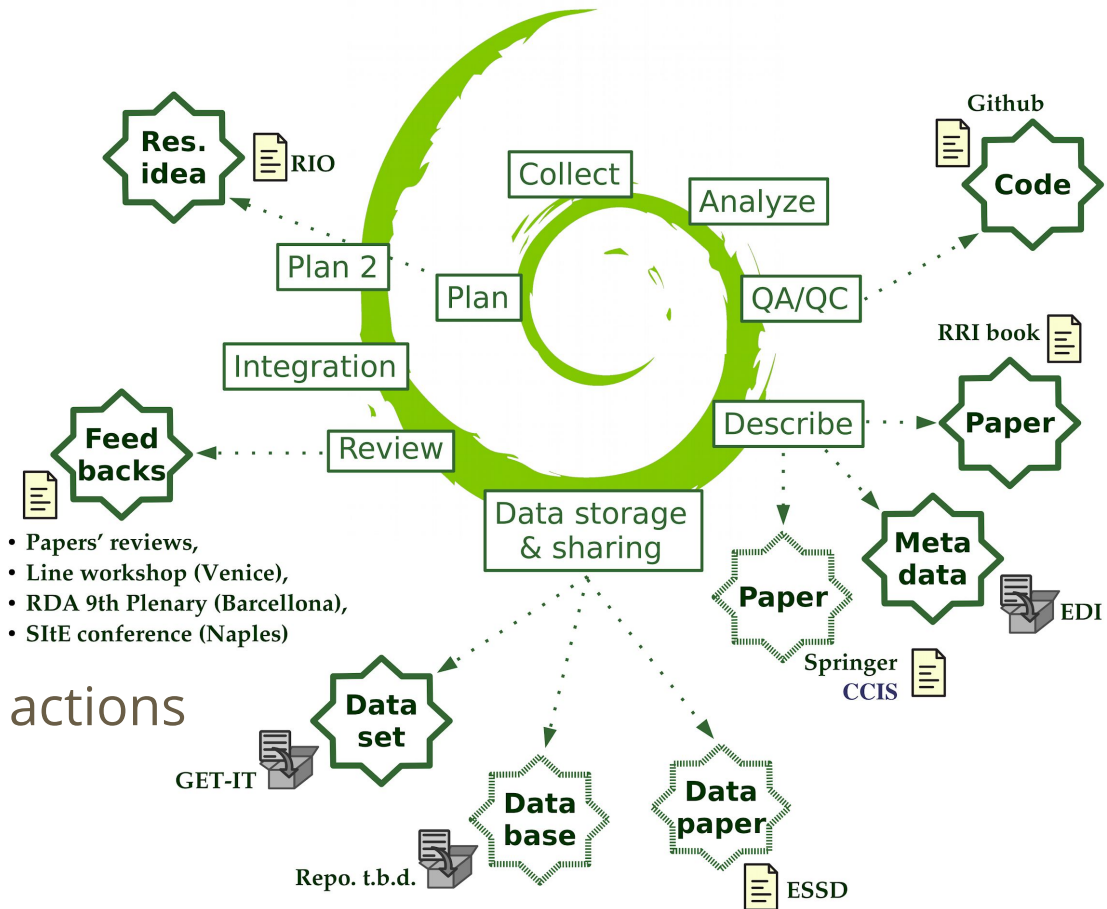 Github
Res.
idea
RIO
Code
Collect
Analyze
Plan 2
Plan
QA/QC
RRI book
Integration
Describe
Paper
Feed
backs
Review
Data storage
& sharing
• Papers’ reviews,
• Line workshop (Venice),
• RDA 9th Plenary (Barcellona),
• SItE conference (Naples)
Paper
Meta
data
EDI
Springer
CCIS
actions
Data
set
GET-IT
Data
base
Repo. t.b.d.
Data
paper
ESSD